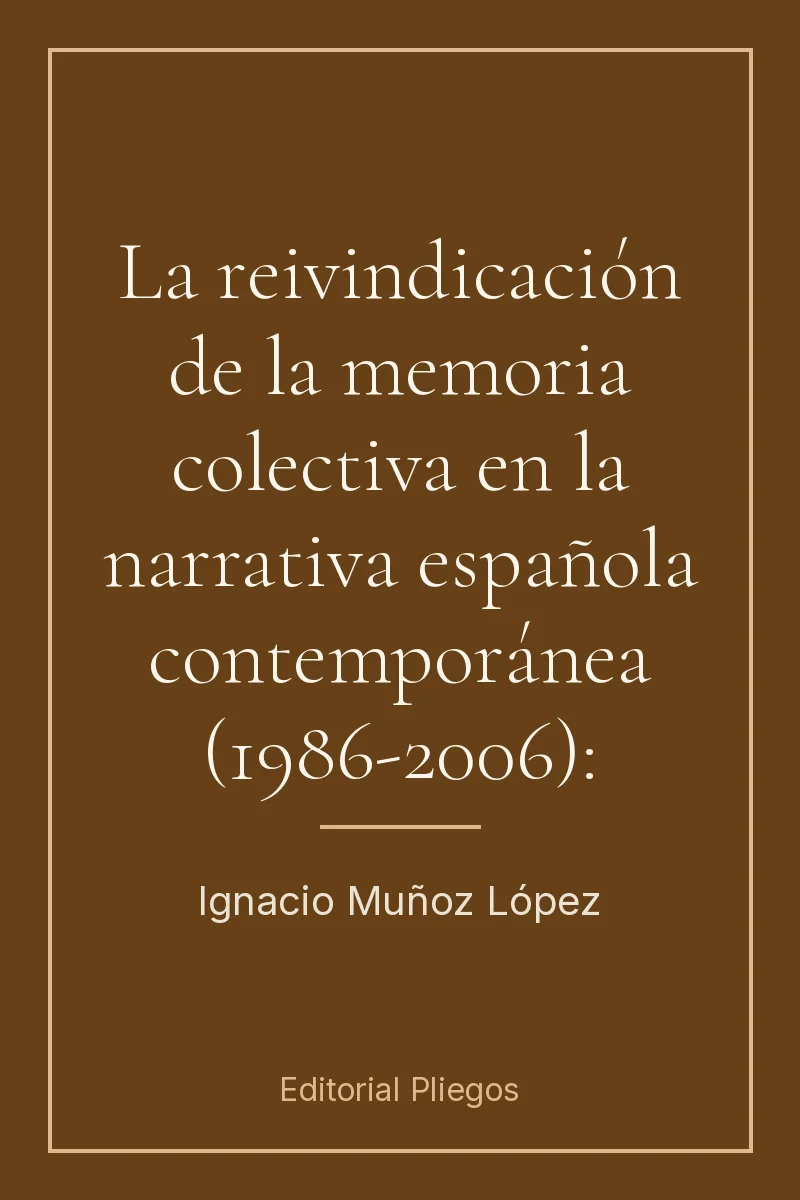 La reivindicación
de la memoria
colectiva en la
narrativa española
contemporánea
(1986-2006):
Ignacio Muñoz López
Editorial Pliegos